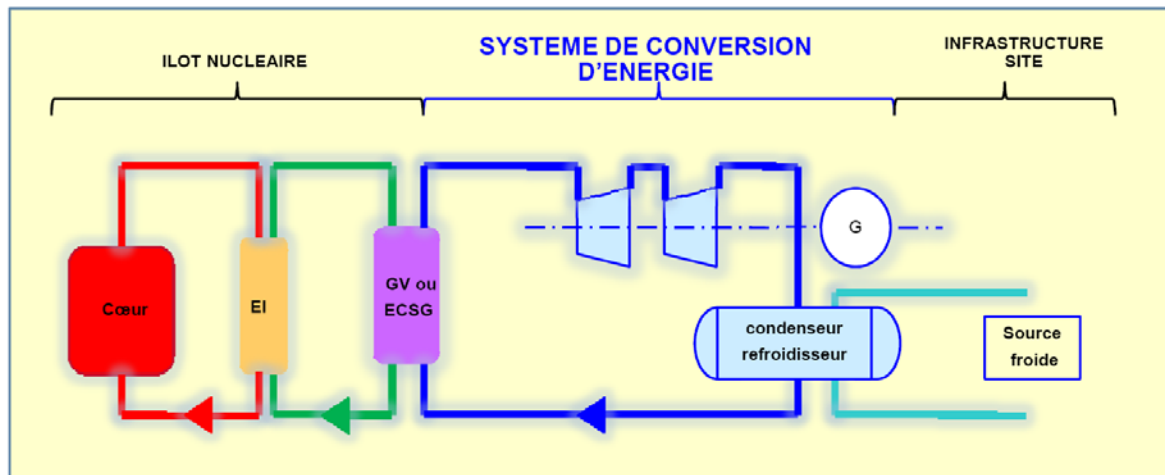 ILOT NUCLEAIRE
SYSTEME DE CONVERSION
D'ENERGIE
INFRASTRUCTURE
SITE
Cœur
EI
GV ou
ECSG
G
condenseur
refroidisseur
Source
froide